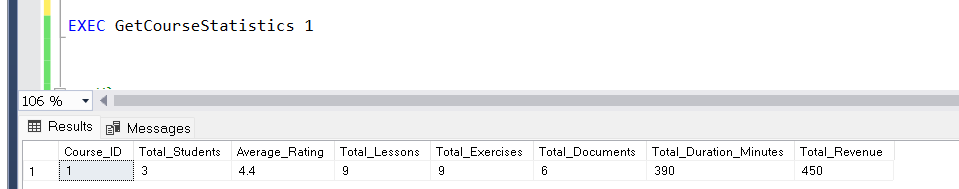 EXEC GetCourseStatistics 1
106 %
Results Messages
Course_ID Total_Students Average_Rating Total_Lessons Total_Exercises Total_Documents Total_Duration_Minutes Total_Revenue
1 1 3 4.4 9 9 6 390 450